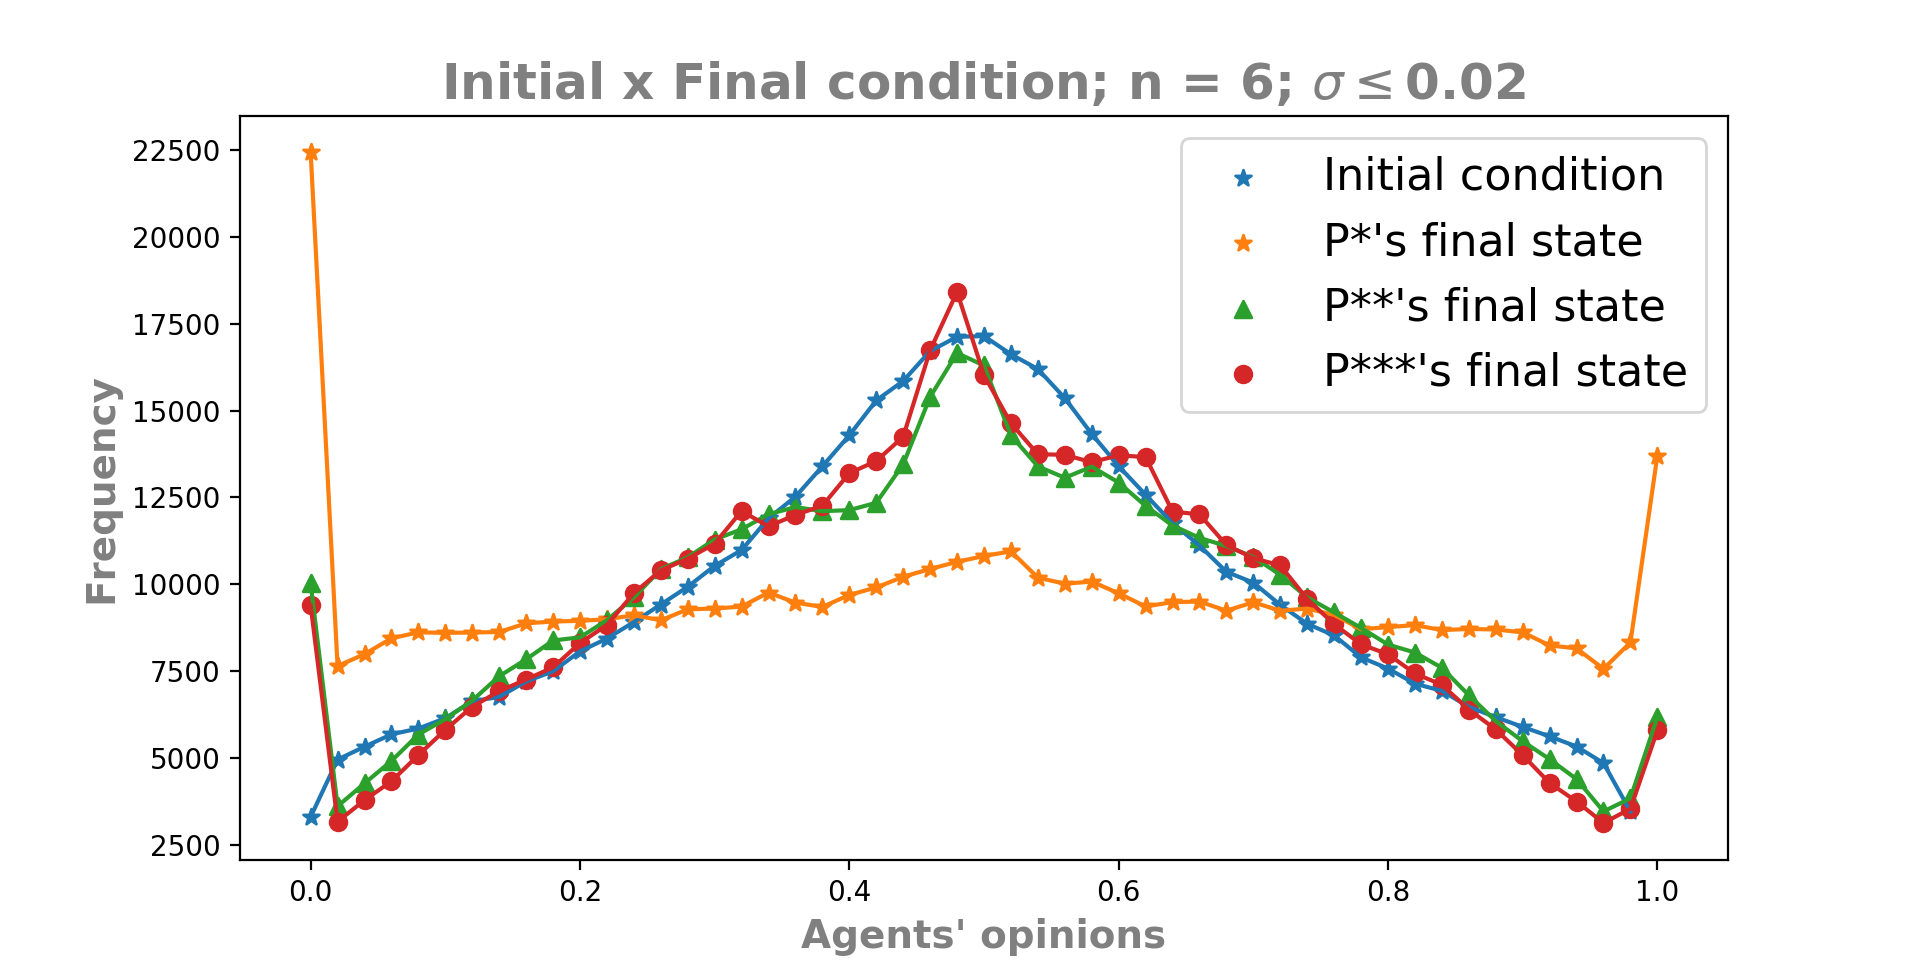 Initial x Final condition; n = 6; σ ≤ 0.02
Initial condition
P*'s final state
P**'s final state
P***'s final state
Frequency
22500
20000
17500
15000
12500
10000
7500
5000
2500
0.0 0.2 0.4 0.6 0.8 1.0
Agents' opinions